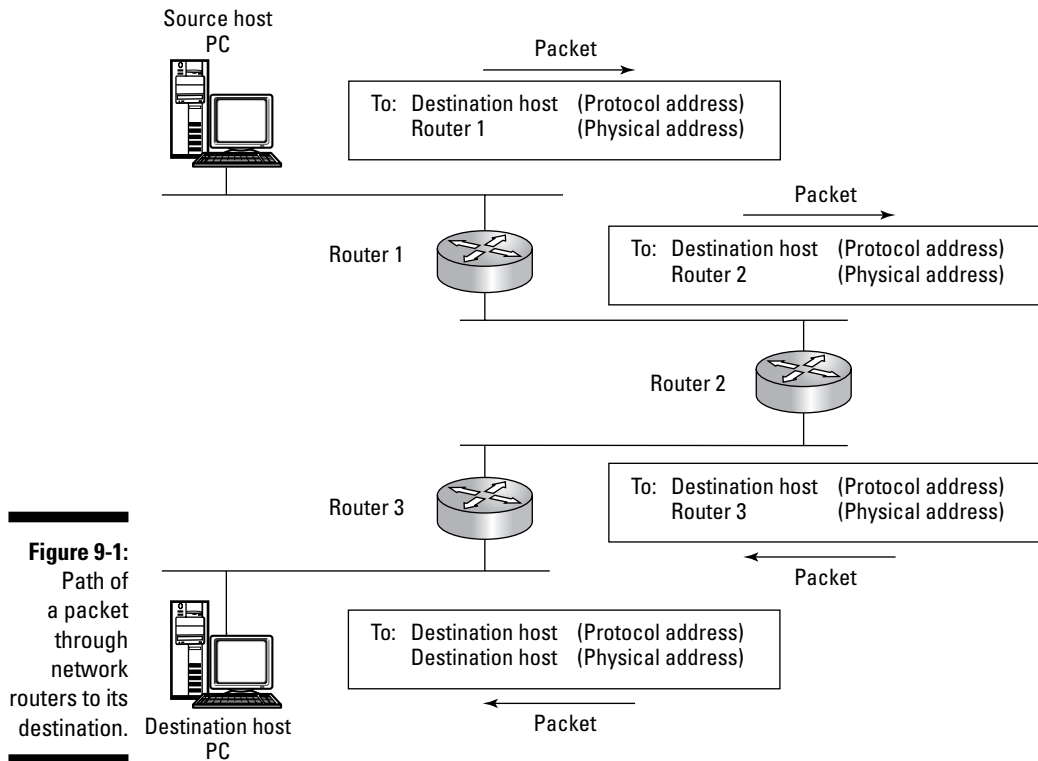 Source host
PC
Packet
To: Destination host (Protocol address)
Router 1 (Physical address)
Packet
Router 1
To: Destination host (Protocol address)
Router 2 (Physical address)
Router 2
Router 3
To: Destination host (Protocol address)
Router 3 (Physical address)
Packet
Figure 9-1:
Path of
a packet
through
network
routers to its
destination.
To: Destination host (Protocol address)
Destination host (Physical address)
Packet
Destination host
PC